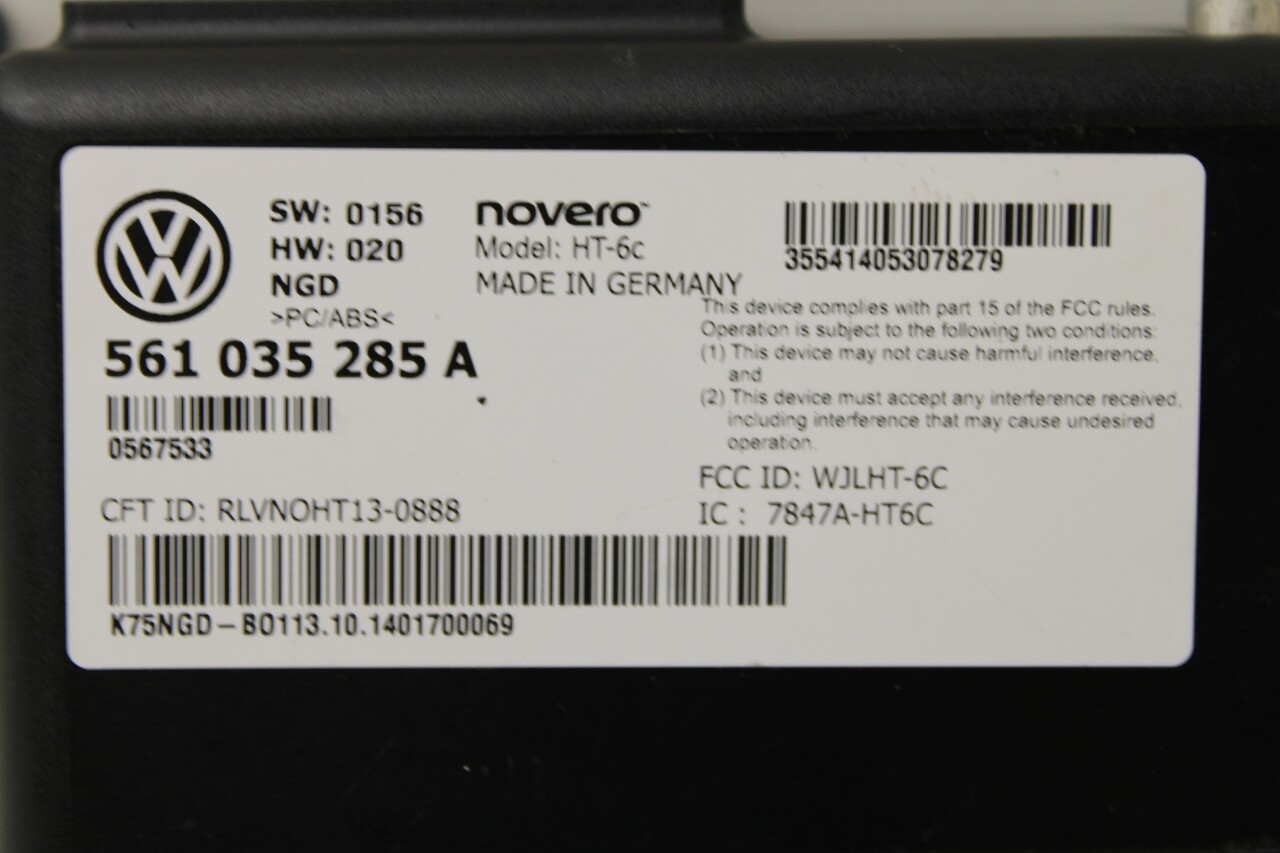 SW: 0156
HW: 020
NGD
>PC/ABS<
novero
Model: HT-6c
MADE IN GERMANY
355414053078279
561 035 285 A
0567533
This device complies with part 15 of the FCC rules.
Operation is subject to the following two conditions:
(1) This device may not cause harmful interference,
and
(2) This device must accept any interference received,
including interference that may cause undesired
operation.
FCC ID: WJLHT-6C
IC : 7847A-HT6C
CFT ID: RLVNOHT13-0888
K75NGD-BO113.10.1401700069